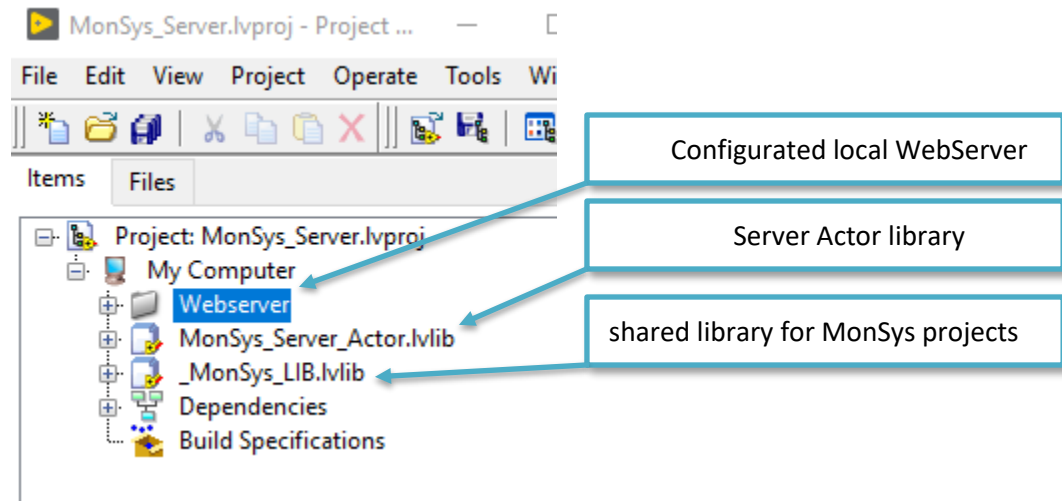 MonSys_Server.lvproj - Project ...
File Edit View Project Operate Tools Wi
Configurated local WebServer
Items Files
Server Actor library
Project: MonSys_Server.lvproj
My Computer
Webserver
shared library for MonSys projects
MonSys_Server_Actor.lvlib
_MonSys_LIB.lvlib
Dependencies
Build Specifications